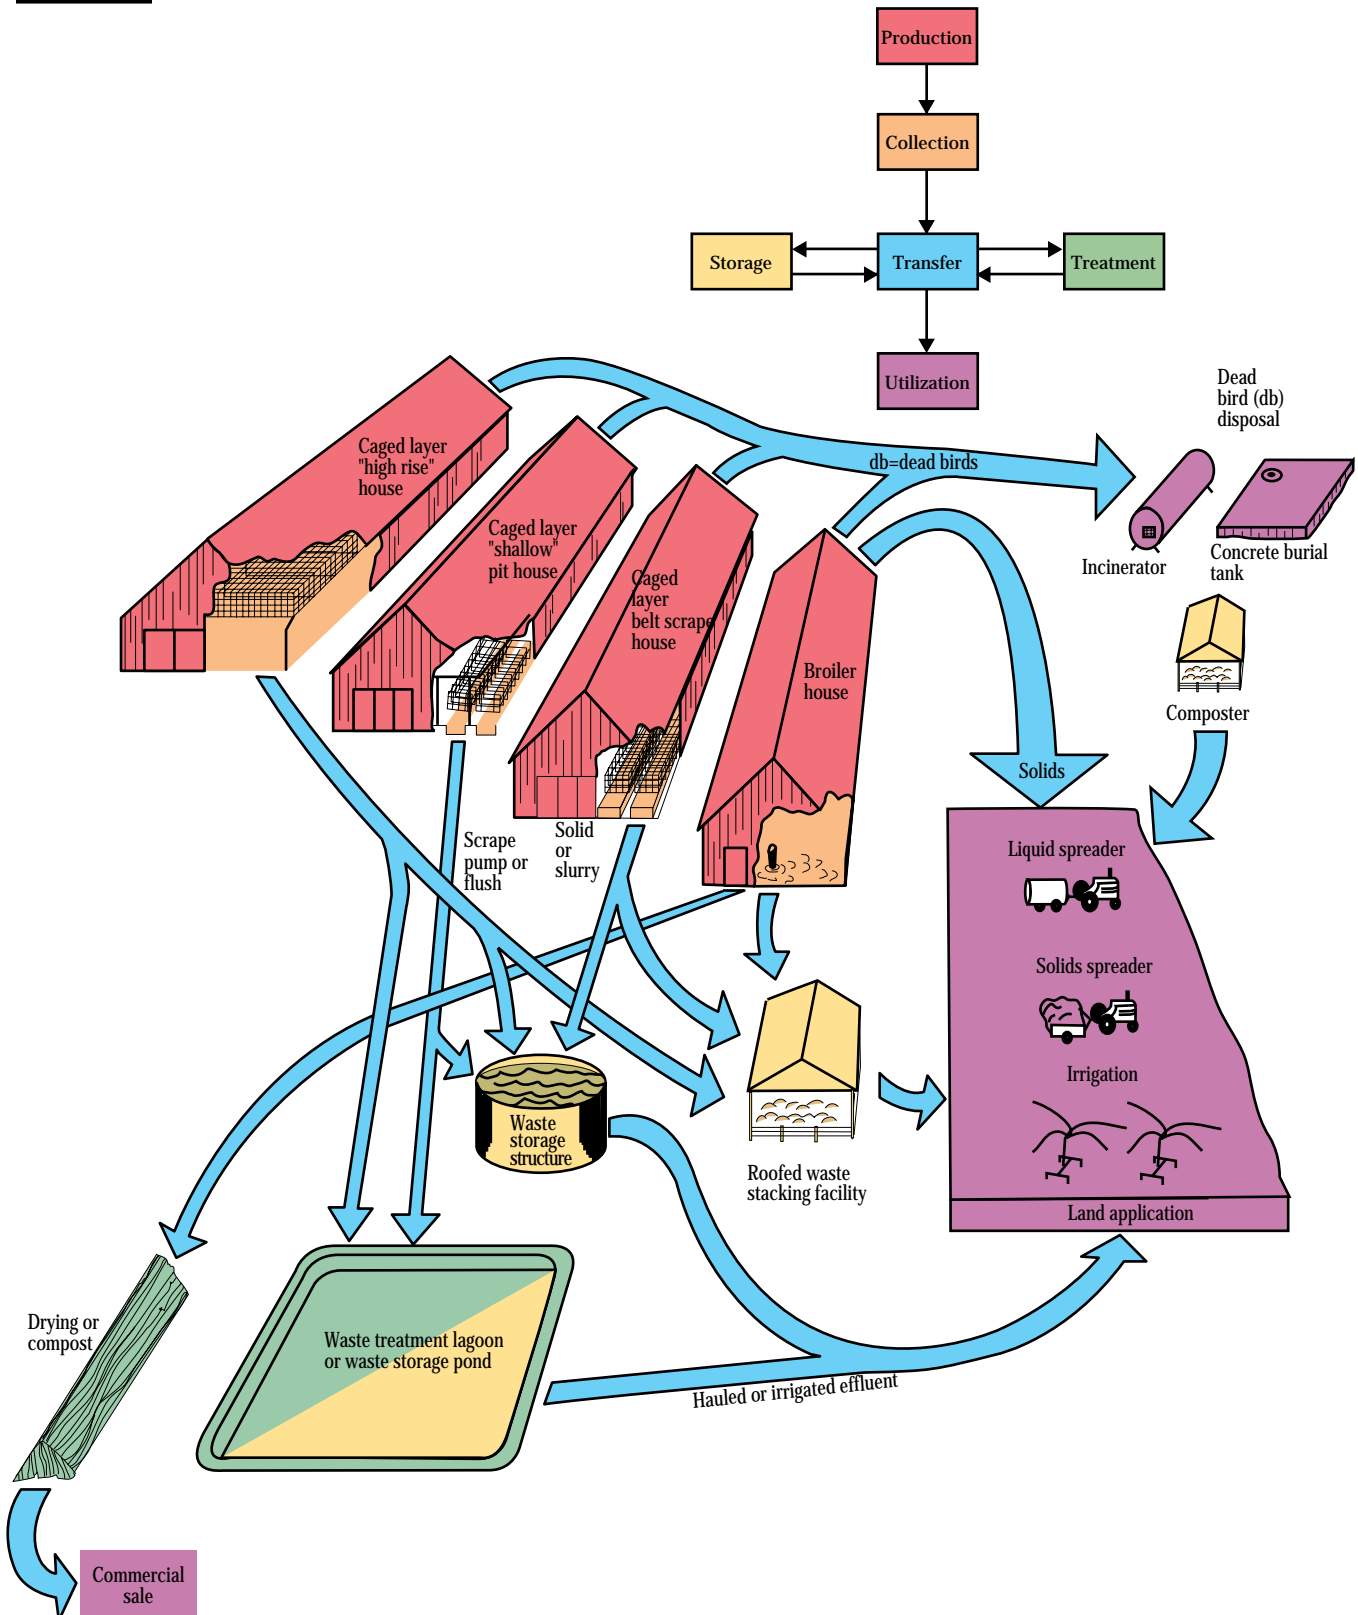 Production
Collection
Storage
Transfer
Treatment
Utilization
Dead
bird (db)
disposal
Caged layer
"high rise"
house
db=dead birds
Caged layer
"shallow"
pit house
Incinerator
Concrete burial
tank
Caged
layer
belt scrape
house
Broiler
house
Composter
Solids
Scrape
pump or
flush
Solid
or
slurry
Liquid spreader
Solids spreader
Irrigation
Waste
storage
structure
Roofed waste
stacking facility
Land application
Drying or
compost
Waste treatment lagoon
or waste storage pond
Hauled or irrigated effluent
Commercial
sale